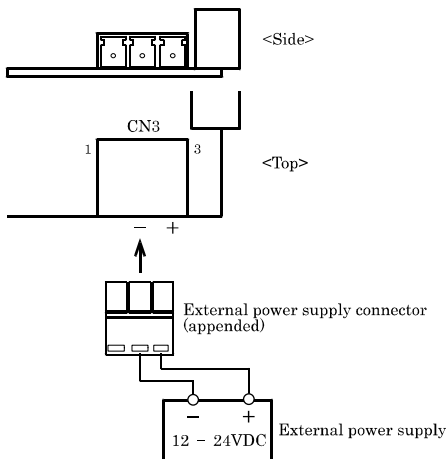 <Side>
CN3
1
3
<Top>
− +
External power supply connector
(appended)
− +
12 − 24VDC
External power supply